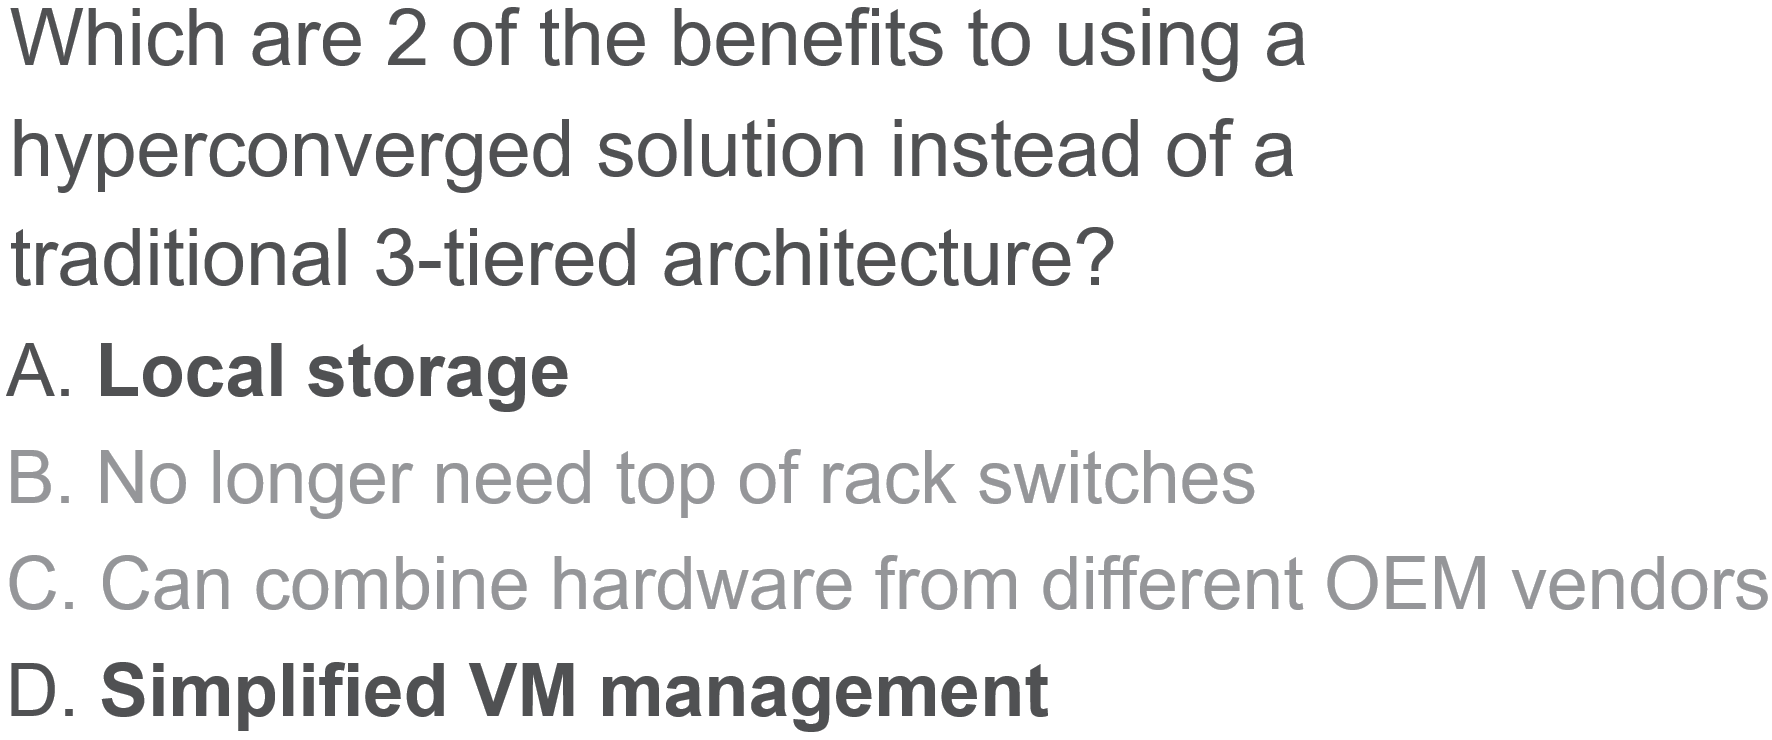 Which are 2 of the benefits to using a
hyperconverged solution instead of a
traditional 3-tiered architecture?
A. Local storage
B. No longer need top of rack switches
C. Can combine hardware from different OEM vendors
D. Simplified VM management